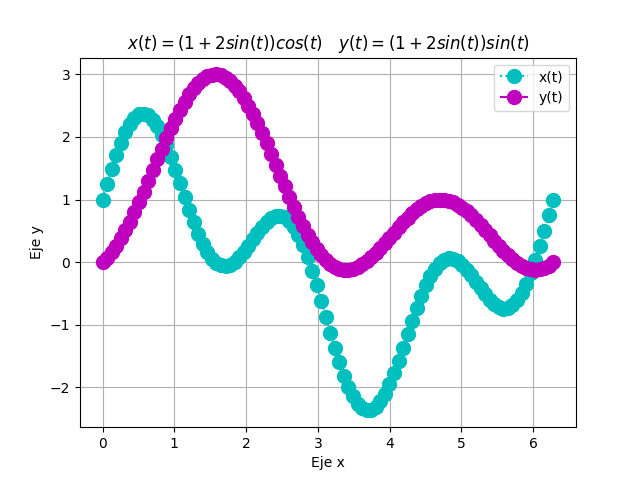 x(t) = (1 + 2sin(t))cos(t)   y(t) = (1 + 2sin(t))sin(t)
x(t)
y(t)
3
2
1
0
−1
−2
Eje y
0 1 2 3 4 5 6
Eje x